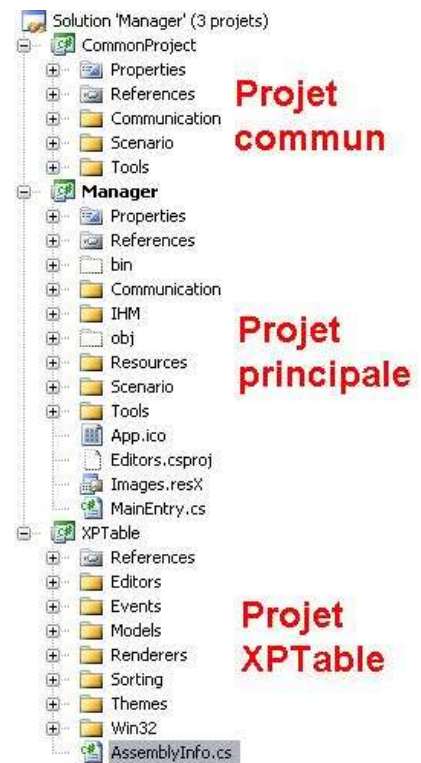 Solution 'Manager' (3 projets)
CommonProject
Properties
References
Communication
Scenario
Tools
Projet
commun
Manager
Properties
References
bin
Communication
IHM
obj
Resources
Scenario
Tools
App.ico
Editors.csproj
Images.resX
MainEntry.cs
Projet
principale
XPTable
References
Editors
Events
Models
Renderers
Sorting
Themes
Win32
AssemblyInfo.cs
Projet
XPTable